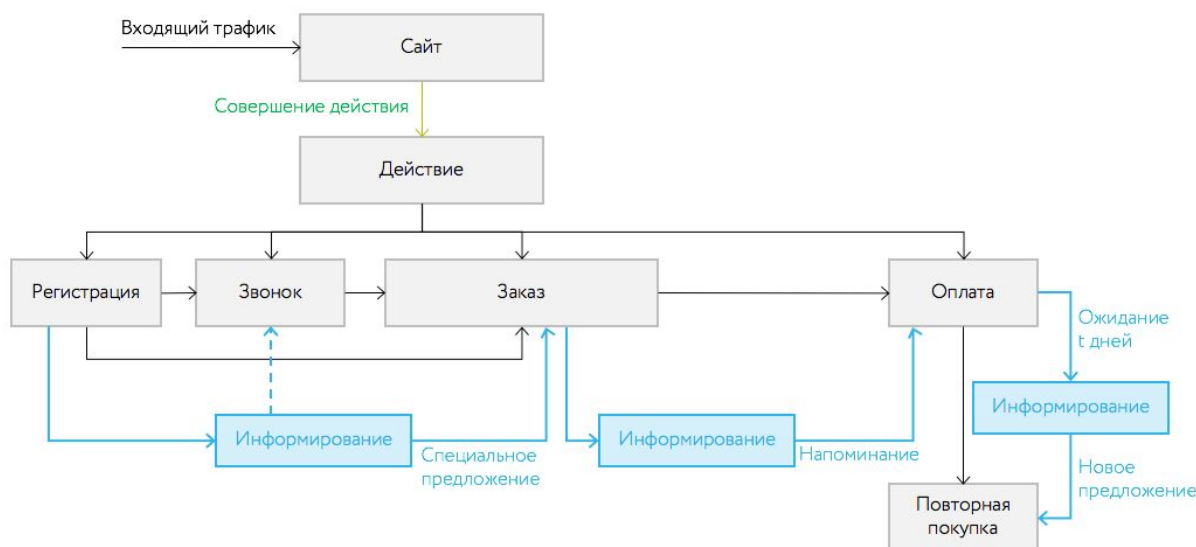 Входящий трафик
Сайт
Совершение действия
Действие
Регистрация
Звонок
Заказ
Оплата
Ожидание
t дней
Информирование
Специальное
предложение
Информирование
Напоминание
Информирование
Новое
предложение
Повторная
покупка